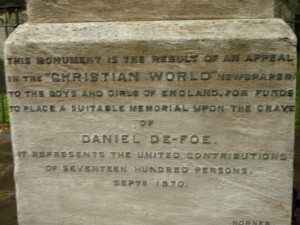 THIS MONUMENT IS THE RESULT OF AN APPEAL
IN THE "CHRISTIAN WORLD" NEWSPAPER
TO THE BOYS AND GIRLS OF ENGLAND, FOR FUNDS
TO PLACE A SUITABLE MEMORIAL UPON THE GRAVE
OF
DANIEL DE-FOE.
IT REPRESENTS THE UNITED CONTRIBUTIONS
OF SEVENTEEN HUNDRED PERSONS.
SEPT. 1870.